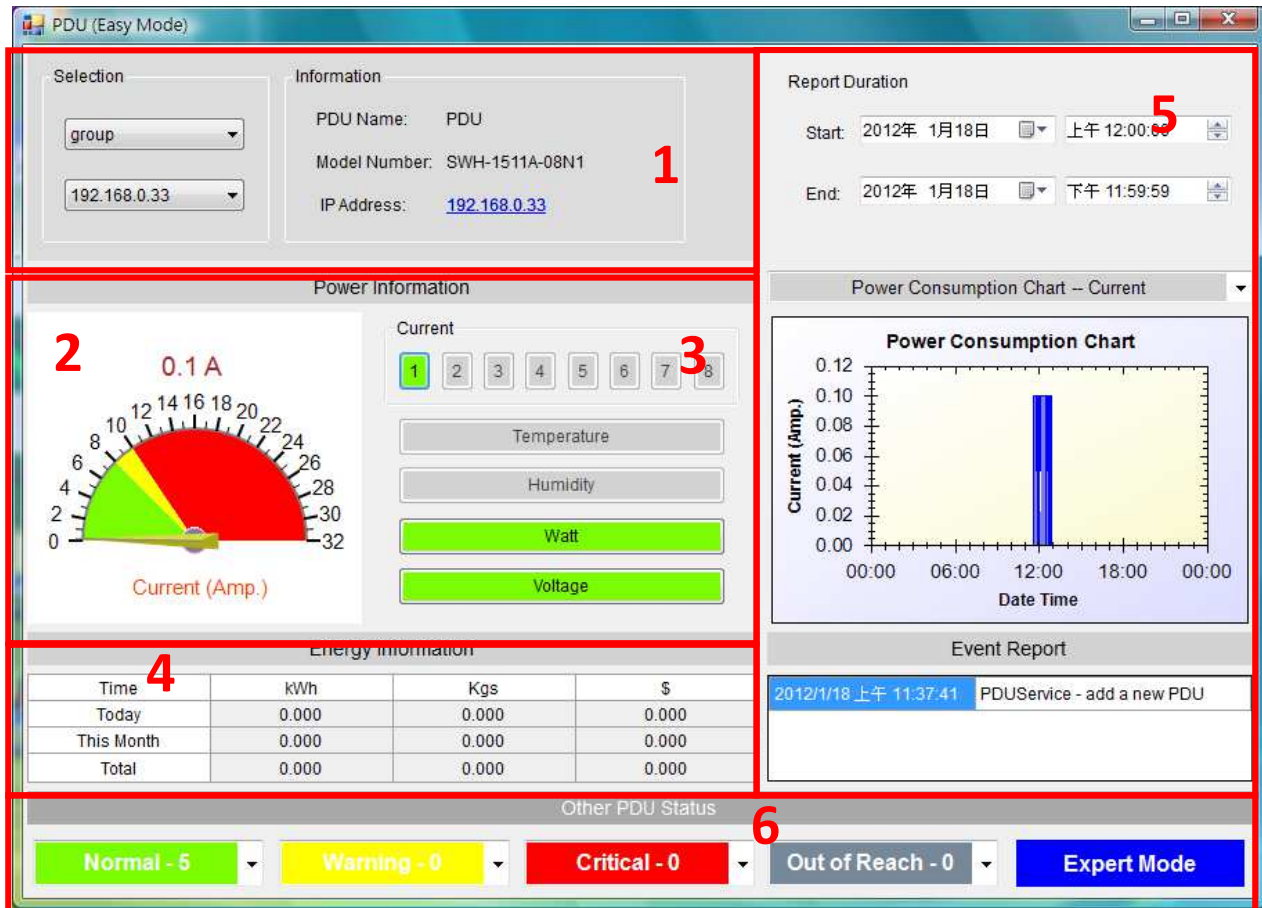 PDU (Easy Mode)
Selection
group
192.168.0.33
Information
PDU Name: PDU
Model Number: SWH-1511A-08N1
IP Address: 192.168.0.33
1
Report Duration
5
Start: 2012年 1月18日 上午 12:00:00
End: 2012年 1月18日 下午 11:59:59
Power Information
2
0.1 A
0 2 4 6 8 10 12 14 16 18 20 22 24 26 28 30 32
Current (Amp.)
Current
1 2 3 4 5 6 7 8
3
Temperature
Humidity
Watt
Voltage
Power Consumption Chart -- Current
Power Consumption Chart
Current (Amp.)
0.12
0.10
0.08
0.06
0.04
0.02
0.00
00:00 06:00 12:00 18:00 00:00
Date Time
Energy Information
4
Time kWh Kgs $
Today 0.000 0.000 0.000
This Month 0.000 0.000 0.000
Total 0.000 0.000 0.000
Event Report
2012/1/18 上午 11:37:41 PDUService - add a new PDU
Other PDU Status
6
Normal - 5
Warning - 0
Critical - 0
Out of Reach - 0
Expert Mode